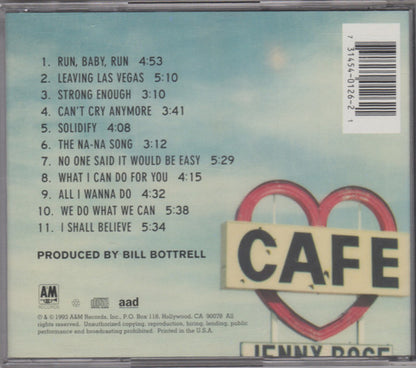 1. RUN, BABY, RUN 4:53
2. LEAVING LAS VEGAS 5:10
3. STRONG ENOUGH 3:10
4. CAN'T CRY ANYMORE 3:41
5. SOLIDIFY 4:08
6. THE NA-NA SONG 3:12
7. NO ONE SAID IT WOULD BE EASY 5:29
8. WHAT I CAN DO FOR YOU 4:15
9. ALL I WANNA DO 4:32
10. WE DO WHAT WE CAN 5:38
11. I SHALL BELIEVE 5:34
PRODUCED BY BILL BOTTRELL
7 31454-0126-2 1
CAFE
JENNY ROSE
AM
RECORDS
aad
℗ & © 1993 A&M Records, Inc., P.O. Box 118, Hollywood, CA 90078 All
rights reserved. Unauthorized copying, reproduction, hiring, lending, public
performance and broadcasting prohibited. Printed in the U.S.A.